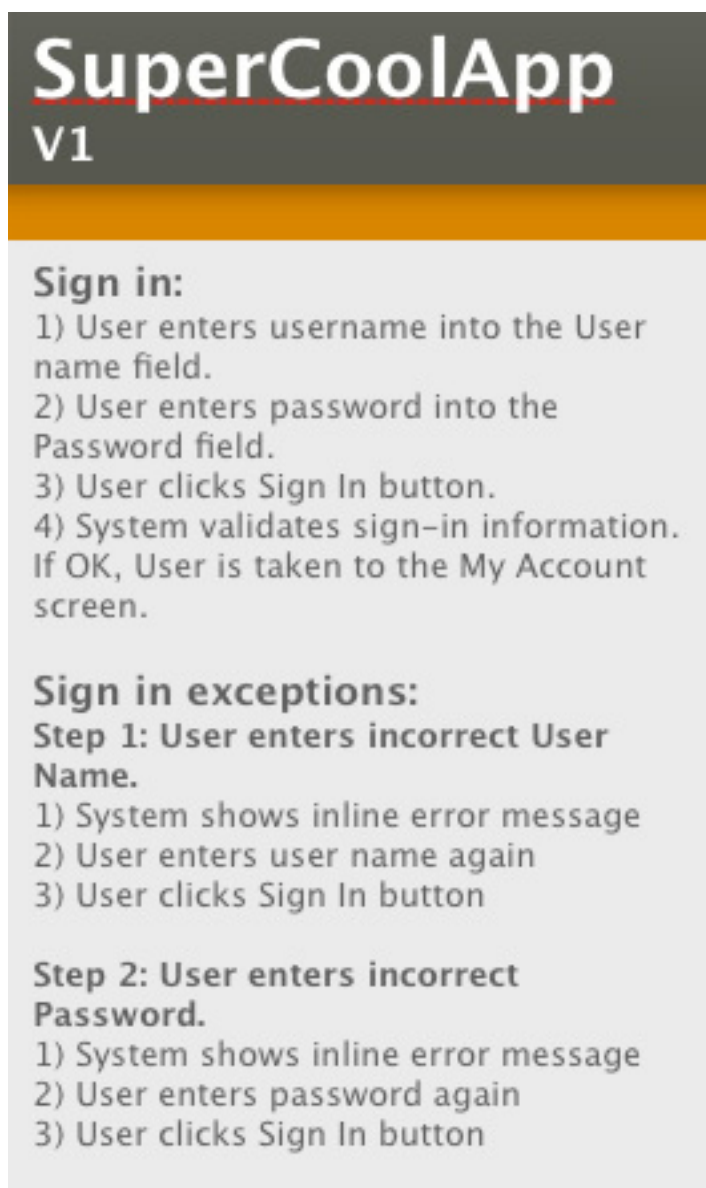 SuperCoolApp
V1
Sign in:
1) User enters username into the User
name field.
2) User enters password into the
Password field.
3) User clicks Sign In button.
4) System validates sign-in information.
If OK, User is taken to the My Account
screen.
Sign in exceptions:
Step 1: User enters incorrect User
Name.
1) System shows inline error message
2) User enters user name again
3) User clicks Sign In button
Step 2: User enters incorrect
Password.
1) System shows inline error message
2) User enters password again
3) User clicks Sign In button